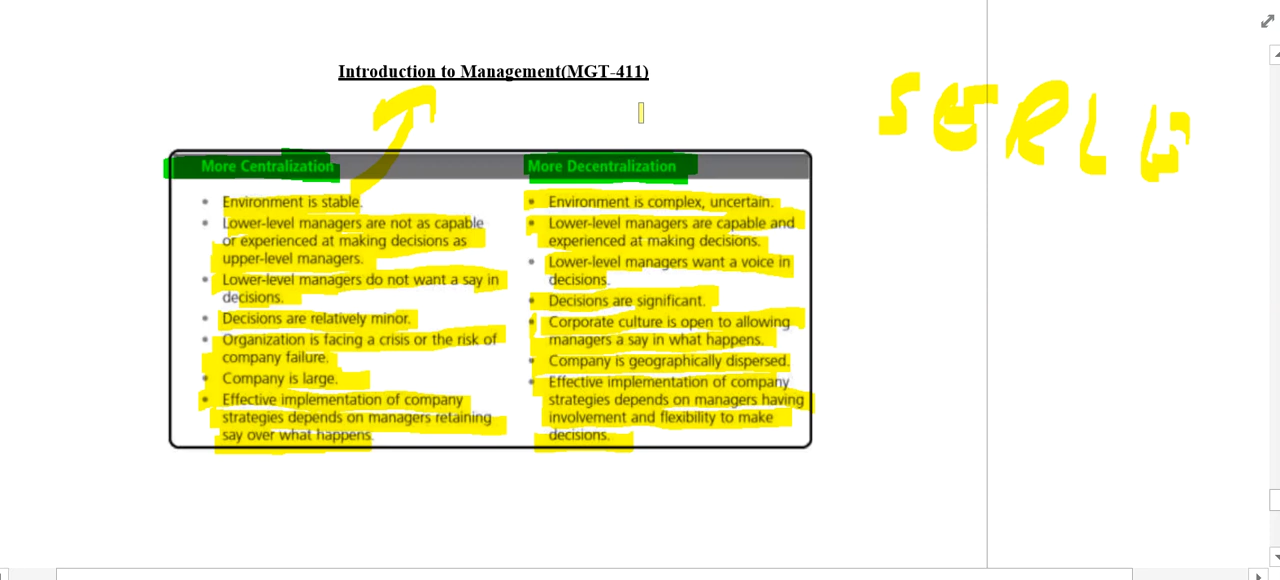 Introduction to Management(MGT-411)
More Centralization
• Environment is stable.
• Lower-level managers are not as capable
or experienced at making decisions as
upper-level managers.
• Lower-level managers do not want a say in
decisions.
• Decisions are relatively minor.
• Organization is facing a crisis or the risk of
company failure.
• Company is large.
• Effective implementation of company
strategies depends on managers retaining
say over what happens.
More Decentralization
• Environment is complex, uncertain.
• Lower-level managers are capable and
experienced at making decisions.
• Lower-level managers want a voice in
decisions.
• Decisions are significant.
• Corporate culture is open to allowing
managers a say in what happens.
• Company is geographically dispersed.
• Effective implementation of company
strategies depends on managers having
involvement and flexibility to make
decisions.